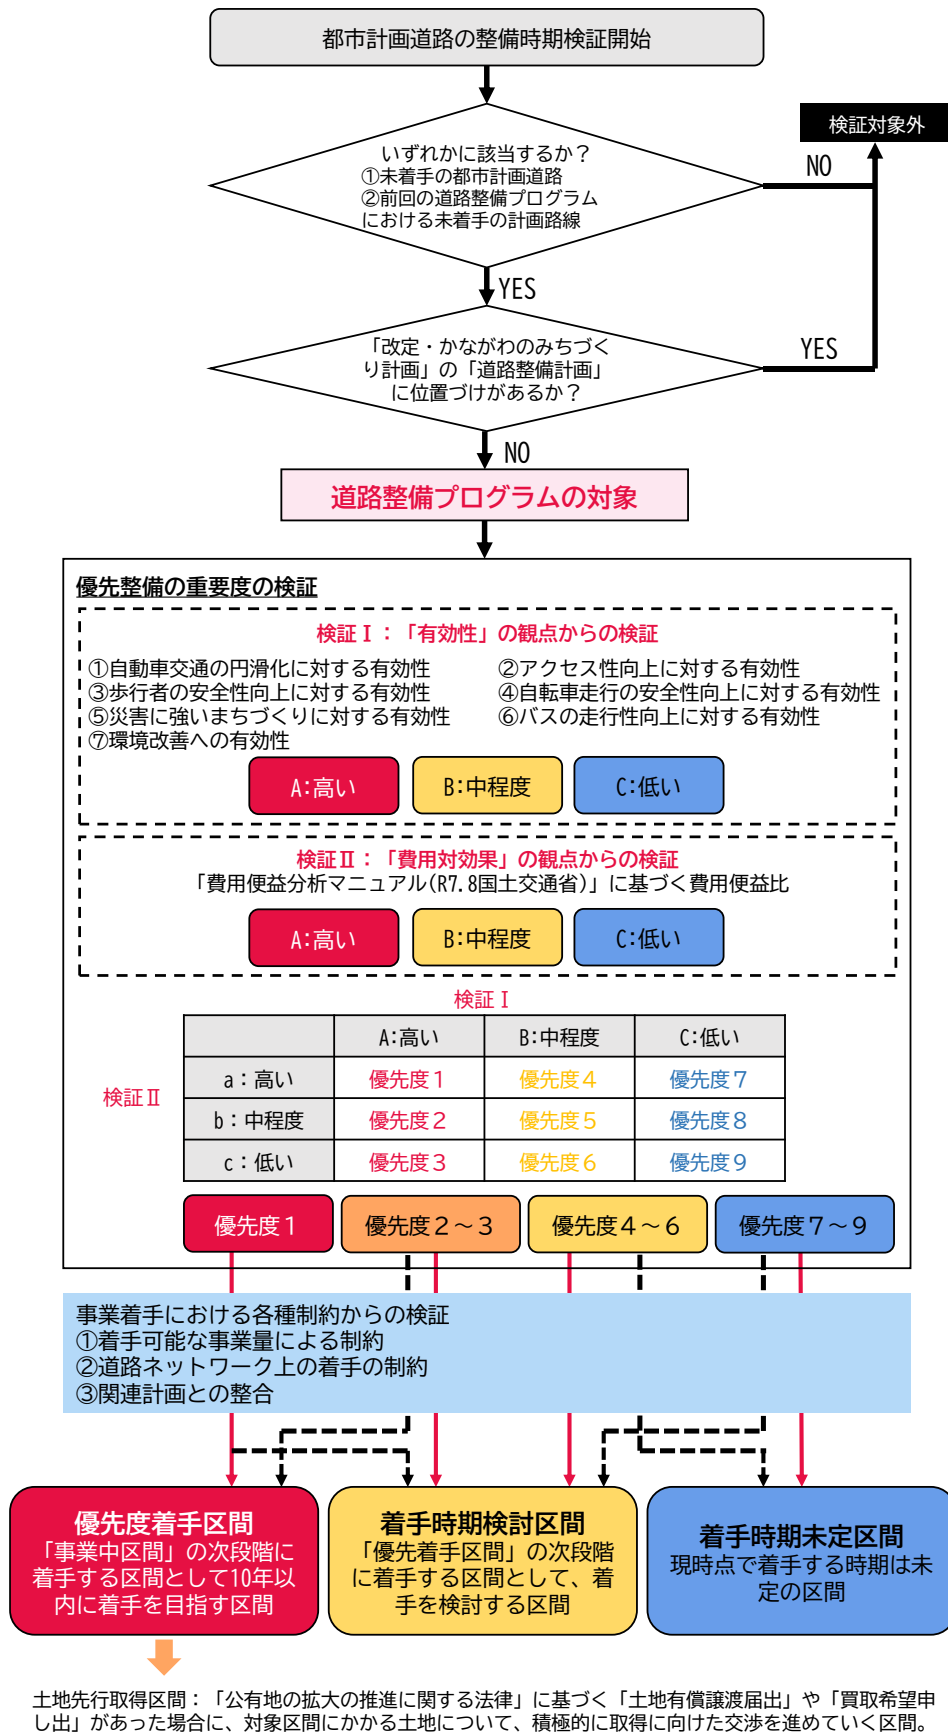 都市計画道路の整備時期検証開始
検証対象外
いずれかに該当するか？
①未着手の都市計画道路
②前回の道路整備プログラム
における未着手の計画路線
NO
YES
「改定・かながわのみちづく
り計画」の「道路整備計画」
に位置づけがあるか？
YES
NO
道路整備プログラムの対象
優先整備の重要度の検証
検証Ⅰ：「有効性」の観点からの検証
①自動車交通の円滑化に対する有効性 ②アクセス性向上に対する有効性
③歩行者の安全性向上に対する有効性 ④自転車走行の安全性向上に対する有効性
⑤災害に強いまちづくりに対する有効性 ⑥バスの走行性向上に対する有効性
⑦環境改善への有効性
A:高い B:中程度 C:低い
検証Ⅱ：「費用対効果」の観点からの検証
「費用便益分析マニュアル(R7.8国土交通省)」に基づく費用便益比
A:高い B:中程度 C:低い
検証Ⅰ
A:高い B:中程度 C:低い
検証Ⅱ
a：高い 優先度１ 優先度４ 優先度７
b：中程度 優先度２ 優先度５ 優先度８
c：低い 優先度３ 優先度６ 優先度９
優先度１ 優先度２～３ 優先度４～６ 優先度７～９
事業着手における各種制約からの検証
①着手可能な事業量による制約
②道路ネットワーク上の着手の制約
③関連計画との整合
優先度着手区間
「事業中区間」の次段階に
着手する区間として10年以
内に着手を目指す区間
着手時期検討区間
「優先着手区間」の次段階
に着手する区間として、着
手を検討する区間
着手時期未定区間
現時点で着手する時期は未
定の区間
土地先行取得区間：「公有地の拡大の推進に関する法律」に基づく「土地有償譲渡届出」や「買取希望申
し出」があった場合に、対象区間にかかる土地について、積極的に取得に向けた交渉を進めていく区間。